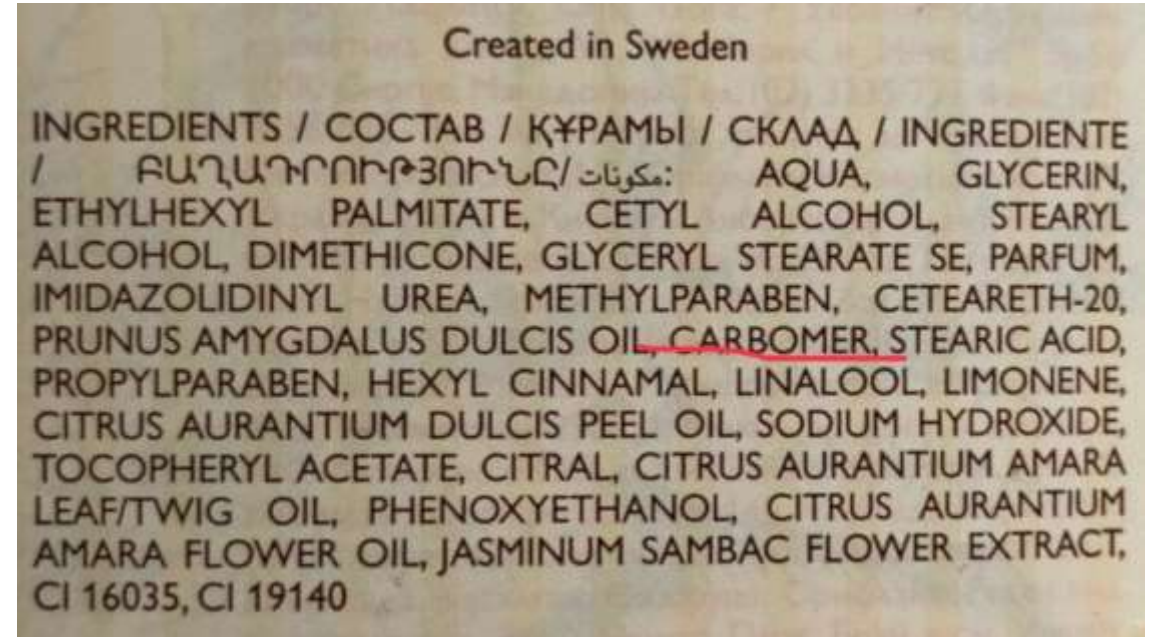 Created in Sweden
INGREDIENTS / СОСТАВ / ҚҰРАМЫ / СКЛАД / INGREDIENTE
/ ԲԱՂԱԴՐՈՒԹՅՈՒՆԸ/ مكونات: AQUA, GLYCERIN,
ETHYLHEXYL PALMITATE, CETYL ALCOHOL, STEARYL
ALCOHOL, DIMETHICONE, GLYCERYL STEARATE SE, PARFUM,
IMIDAZOLIDINYL UREA, METHYLPARABEN, CETEARETH-20,
PRUNUS AMYGDALUS DULCIS OIL, CARBOMER, STEARIC ACID,
PROPYLPARABEN, HEXYL CINNAMAL, LINALOOL, LIMONENE,
CITRUS AURANTIUM DULCIS PEEL OIL, SODIUM HYDROXIDE,
TOCOPHERYL ACETATE, CITRAL, CITRUS AURANTIUM AMARA
LEAF/TWIG OIL, PHENOXYETHANOL, CITRUS AURANTIUM
AMARA FLOWER OIL, JASMINUM SAMBAC FLOWER EXTRACT,
CI 16035, CI 19140